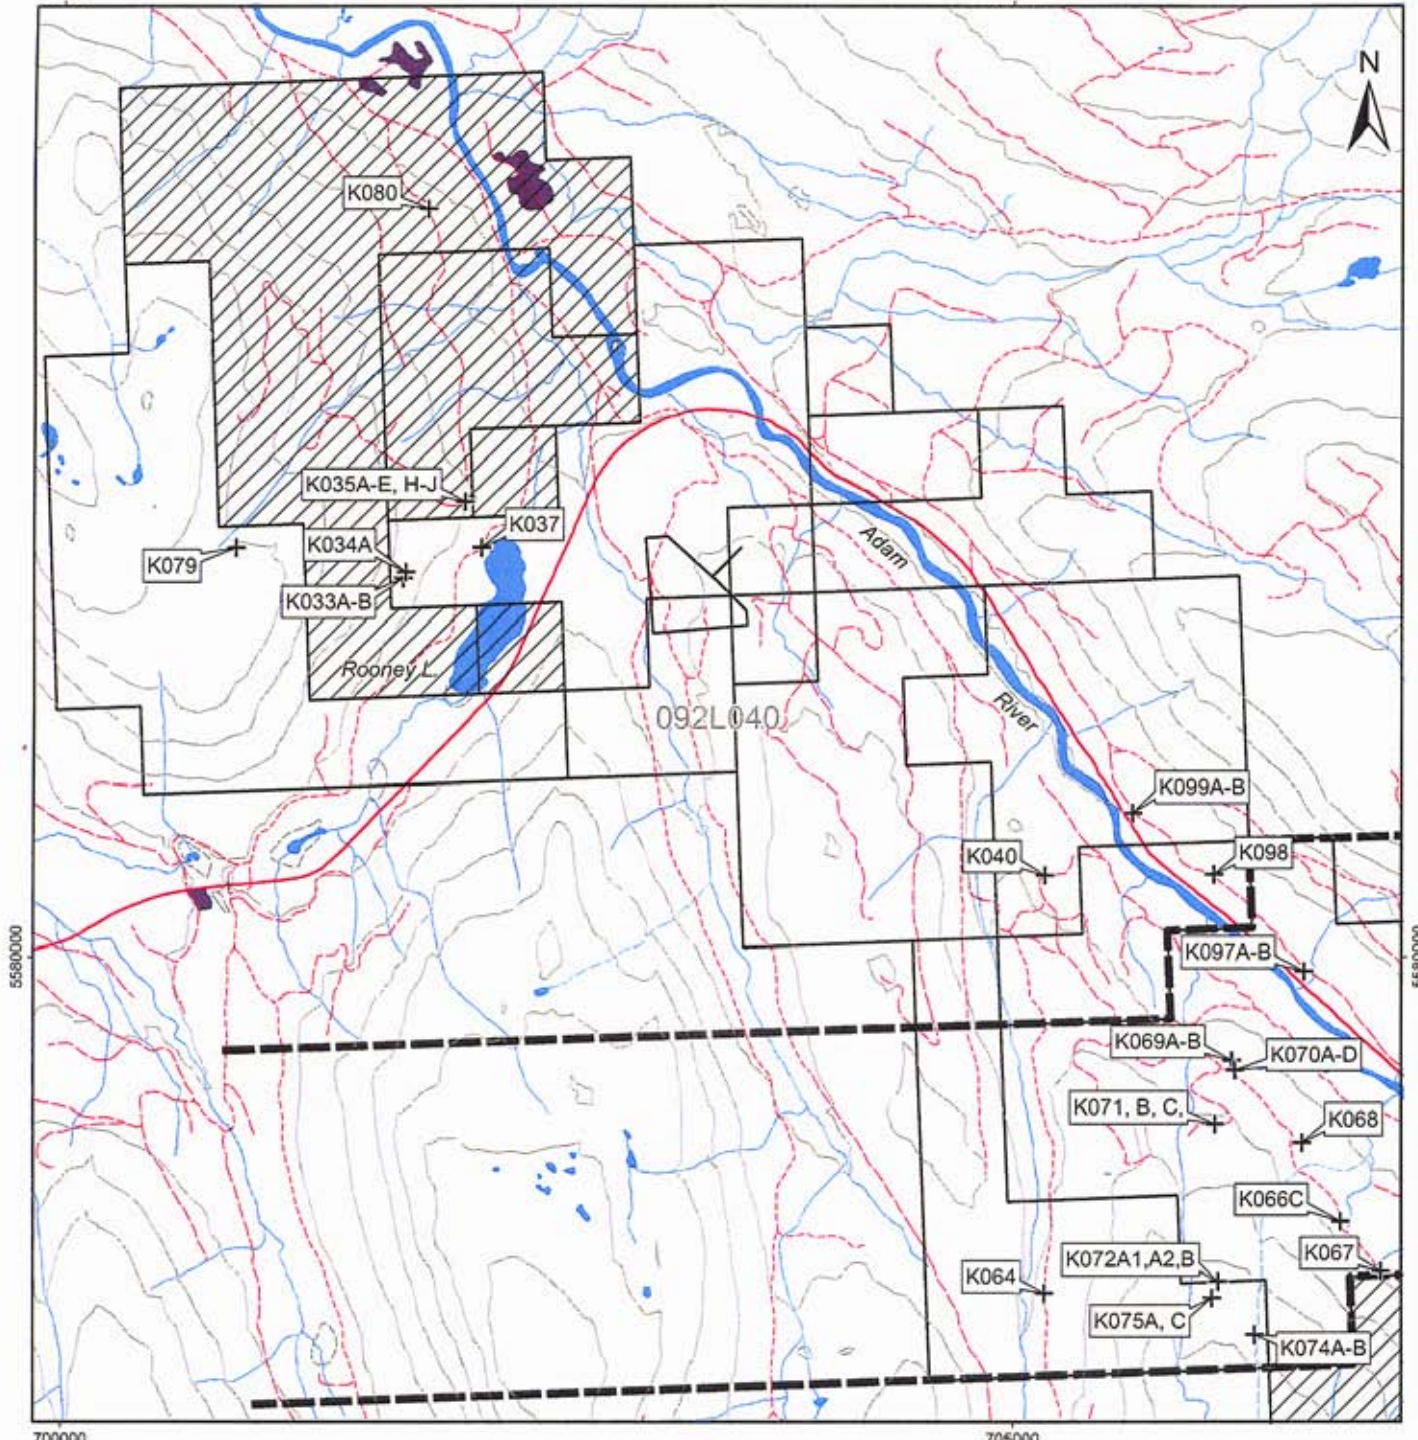 N
K080
K035A-E, H-J
K037
K034A
K079
K033A-B
Adam
Rooney L.
River
092L040
K099A-B
K040
K098
K097A-B
5580000
5580000
K069A-B
K070A-D
K071, B, C,
K068
K066C
K067
K072A1,A2,B
K064
K075A, C
K074A-B
700000
705000